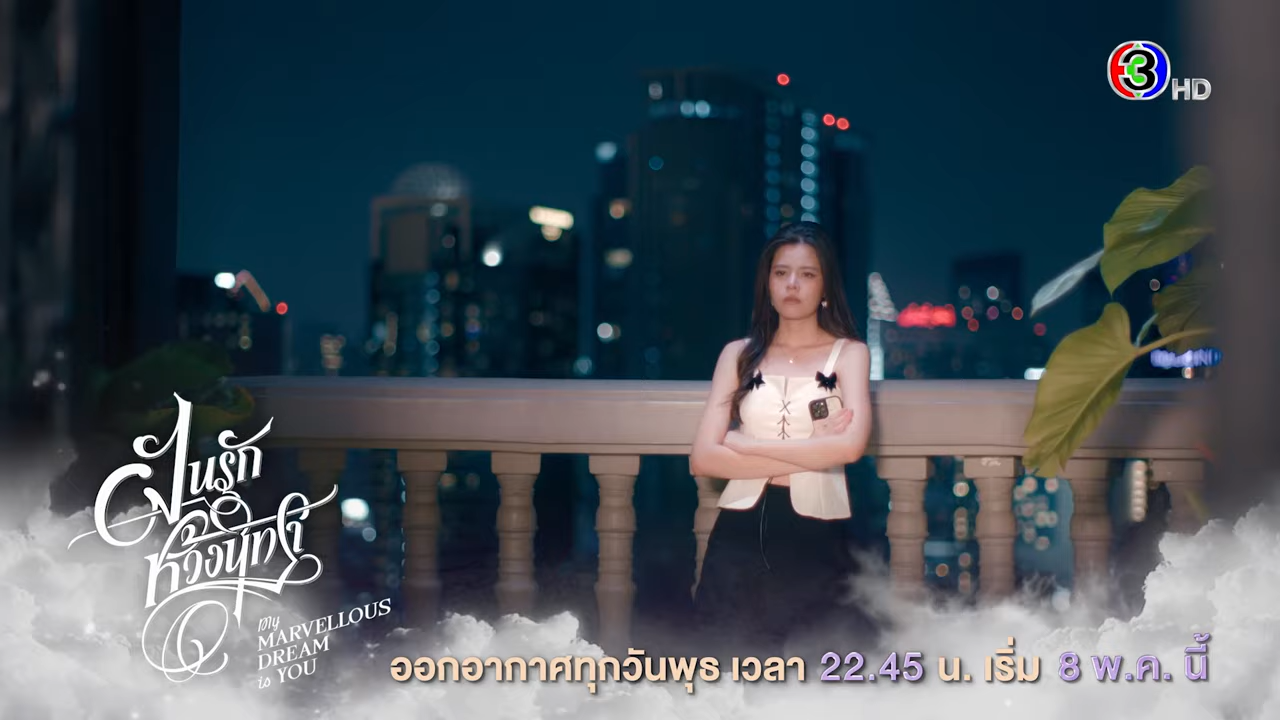 3 HD
ฝันรัก
ห้วงนิทรา
My
MARVELLOUS
DREAM
is YOU
ออกอากาศทุกวันพุธ เวลา 22.45 น. เริ่ม 8 พ.ค. นี้